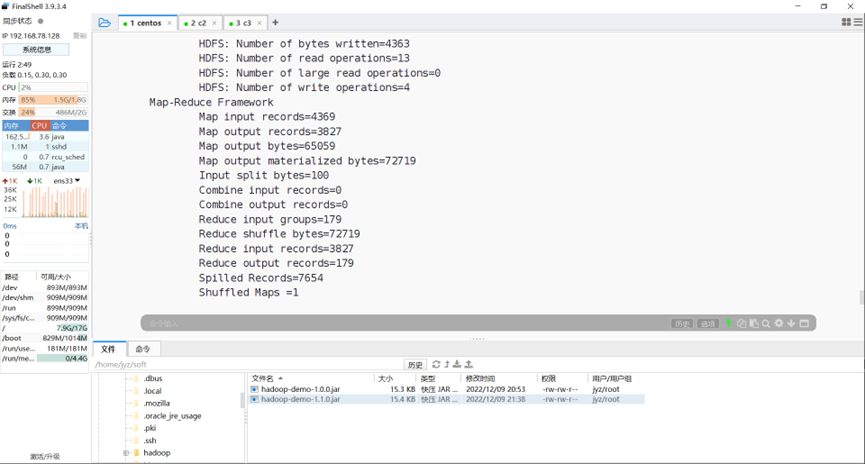 FinalShell 3.9.3.4
同步状态
IP 192.168.78.128 复制
系统信息
运行 2:49
负载 0.15, 0.30, 0.30
CPU 2%
内存 85% 1.5G/1.8G
交换 24% 486M/2G
内存 CPU 命令
162.5... 3.6 java
1.1M 1 sshd
0 0.7 rcu_sched
56M 0.7 java
1K 1K ens33
36K
25K
12K
0ms 本机
0
0
0
路径 可用/大小
/dev 893M/893M
/dev/shm 909M/909M
/run 899M/909M
/sys/fs/c... 909M/909M
/ 7.9G/17G
/boot 829M/1014M
/run/use... 181M/181M
/run/me... 0/4.4G
激活/升级
1 centos
2 c2
3 c3
HDFS: Number of bytes written=4363
HDFS: Number of read operations=13
HDFS: Number of large read operations=0
HDFS: Number of write operations=4
Map-Reduce Framework
Map input records=4369
Map output records=3827
Map output bytes=65059
Map output materialized bytes=72719
Input split bytes=100
Combine input records=0
Combine output records=0
Reduce input groups=179
Reduce shuffle bytes=72719
Reduce input records=3827
Reduce output records=179
Spilled Records=7654
Shuffled Maps =1
命令输入
历史 选项
文件 命令
/home/jyz/soft 历史
.dbus
.local
.mozilla
.oracle_jre_usage
.pki
.ssh
hadoop
文件名 大小 类型 修改时间 权限 用户/用户组
hadoop-demo-1.0.0.jar 15.3 KB 快压 JAR ... 2022/12/09 20:53 -rw-rw-r-- jyz/root
hadoop-demo-1.0.1.jar 15.4 KB 快压 JAR ... 2022/12/09 21:38 -rw-rw-r-- jyz/root